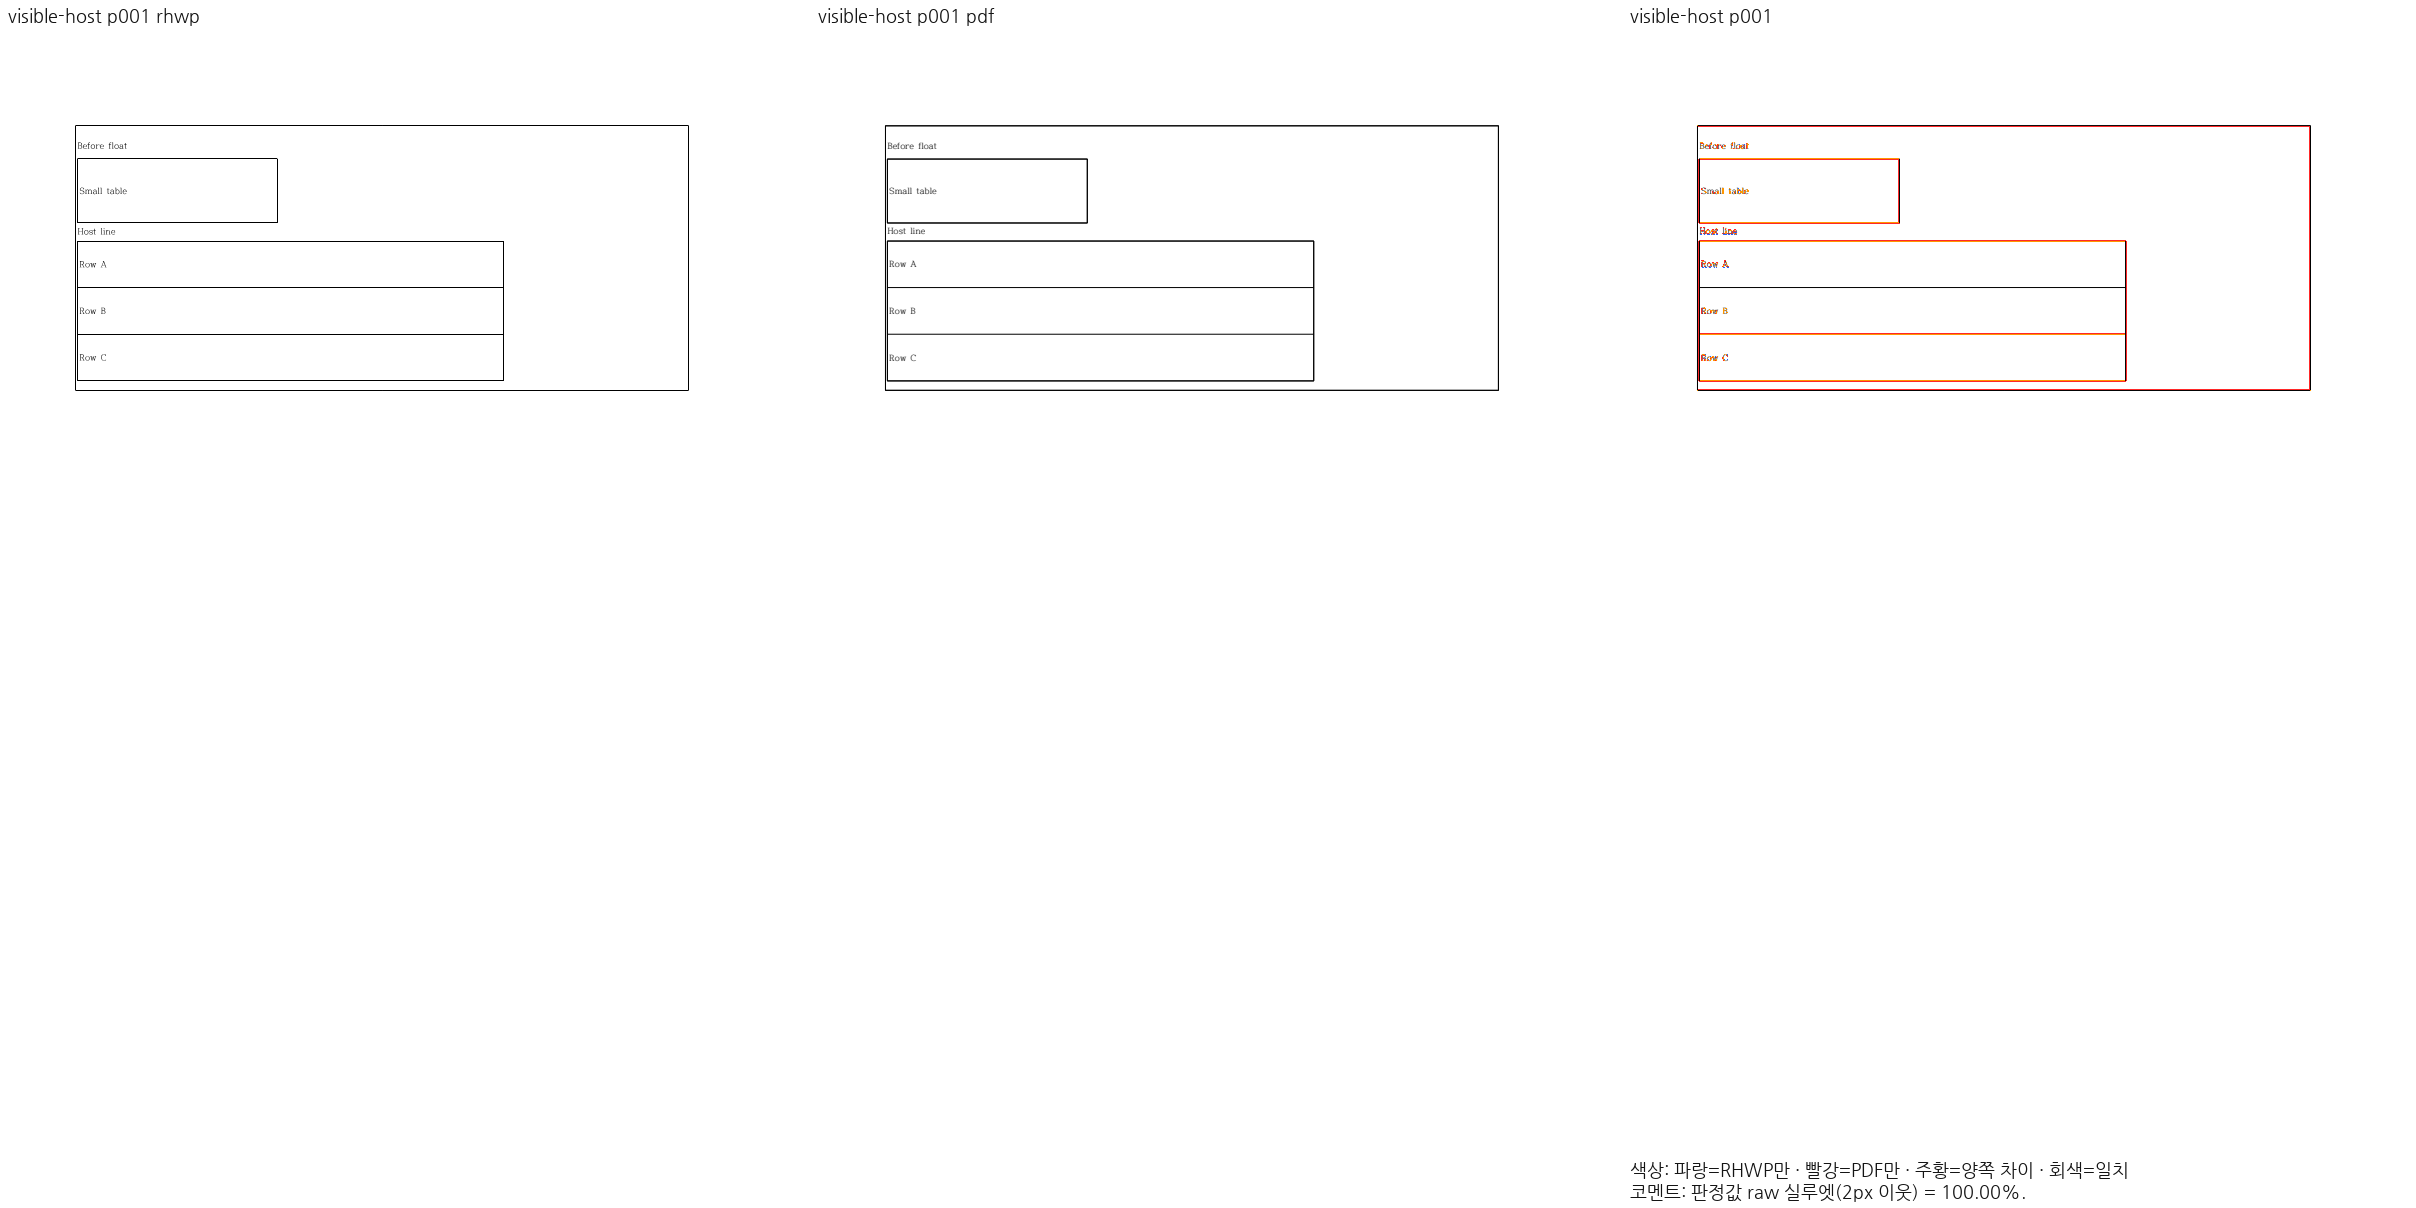 visible-host p001 rhwp
Before float
Small table
Host line
Row A
Row B
Row C
visible-host p001 pdf
Before float
Small table
Host line
Row A
Row B
Row C
visible-host p001
Before float
Small table
Host line
Row A
Row B
Row C
색상: 파랑=RHWP만 · 빨강=PDF만 · 주황=양쪽 차이 · 회색=일치
코멘트: 판정값 raw 실루엣(2px 이웃) = 100.00%.